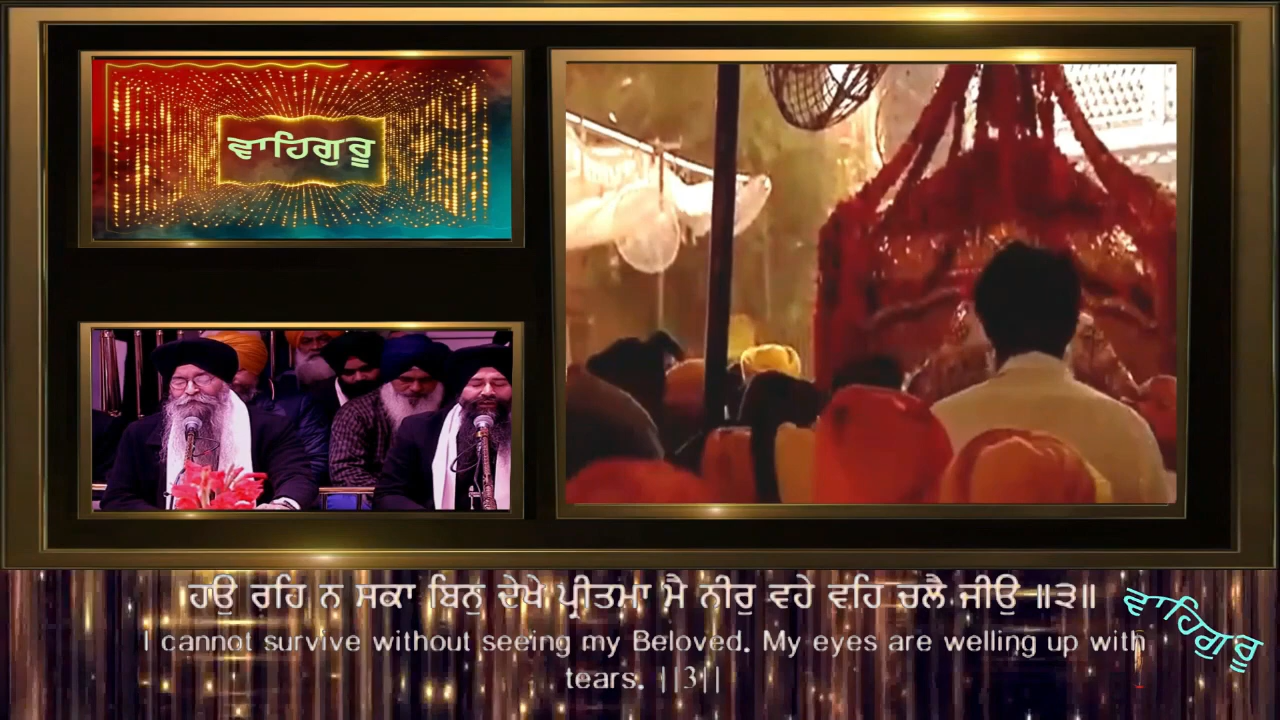 ਵਾਹਿਗੁਰੂ
ਹਉ ਰਹਿ ਨ ਸਕਾ ਬਿਨੁ ਦੇਖੇ ਪ੍ਰੀਤਮਾ ਮੈ ਨੀਰੁ ਵਹੇ ਵਹਿ ਚਲੈ ਜੀਉ ॥੩॥
I cannot survive without seeing my Beloved. My eyes are welling up with
tears. ||3||
ਵਾਹਿਗੁਰੂ